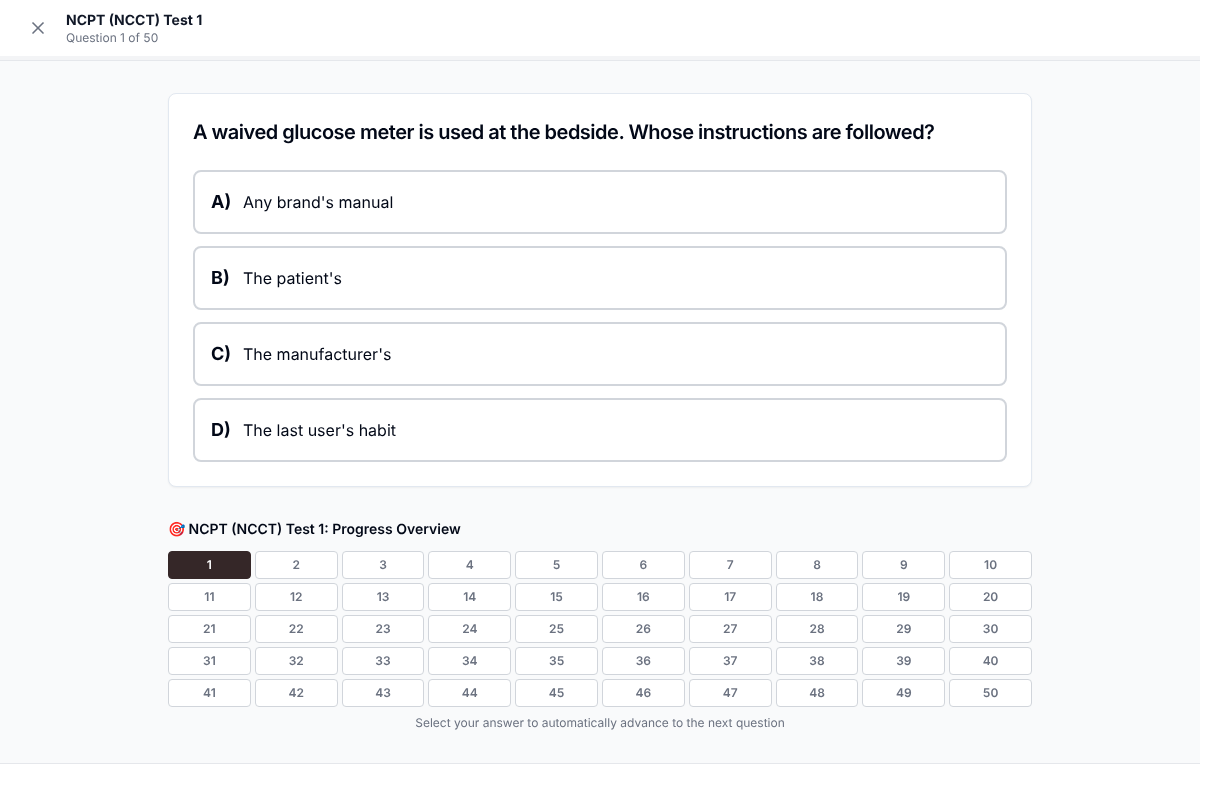 NCPT (NCCT) Test 1
Question 1 of 50
A waived glucose meter is used at the bedside. Whose instructions are followed?
A) Any brand's manual
B) The patient's
C) The manufacturer's
D) The last user's habit
🎯 NCPT (NCCT) Test 1: Progress Overview
1 2 3 4 5 6 7 8 9 10
11 12 13 14 15 16 17 18 19 20
21 22 23 24 25 26 27 28 29 30
31 32 33 34 35 36 37 38 39 40
41 42 43 44 45 46 47 48 49 50
Select your answer to automatically advance to the next question